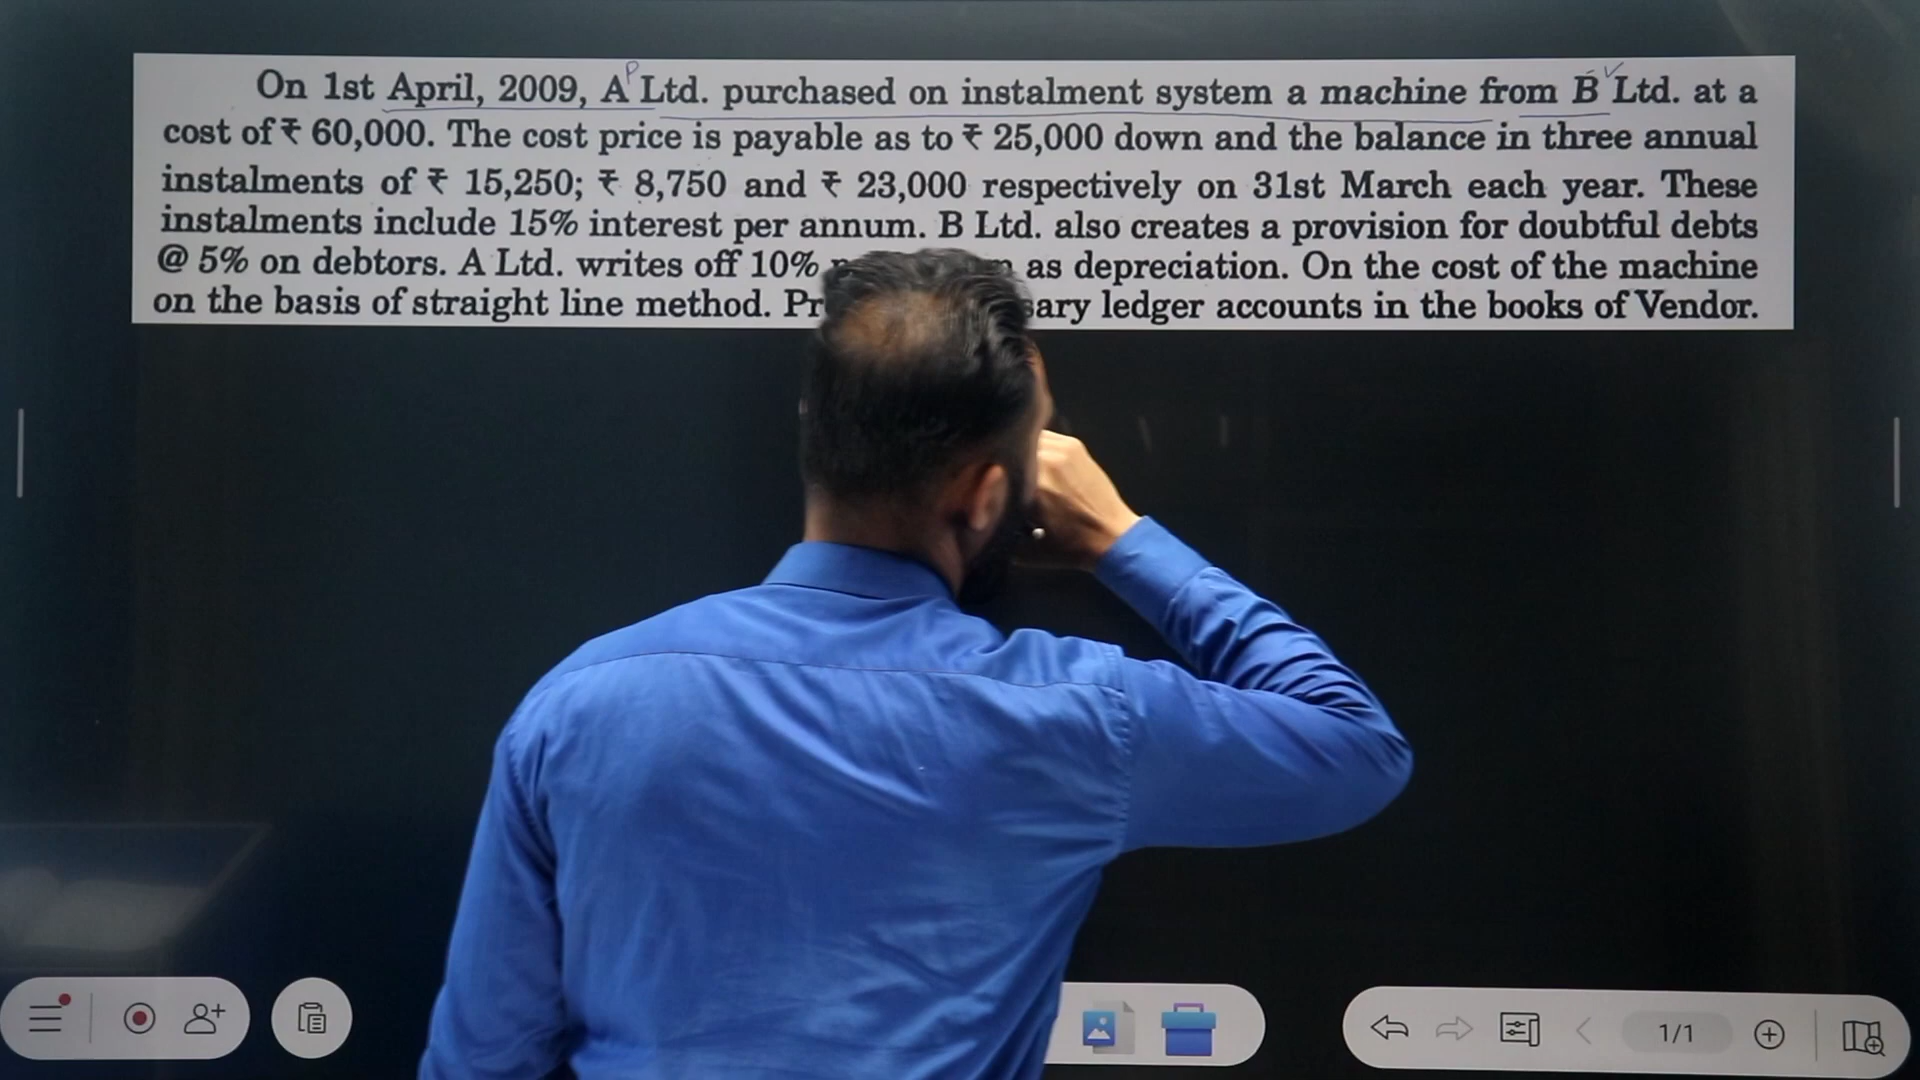 On 1st April, 2009, A Ltd. purchased on instalment system a machine from B Ltd. at a
P
cost of ₹ 60,000. The cost price is payable as to ₹ 25,000 down and the balance in three annual
instalments of ₹ 15,250; ₹ 8,750 and ₹ 23,000 respectively on 31st March each year. These
instalments include 15% interest per annum. B Ltd. also creates a provision for doubtful debts
@ 5% on debtors. A Ltd. writes off 10% as depreciation. On the cost of the machine
on the basis of straight line method. Pr sary ledger accounts in the books of Vendor.
1/1